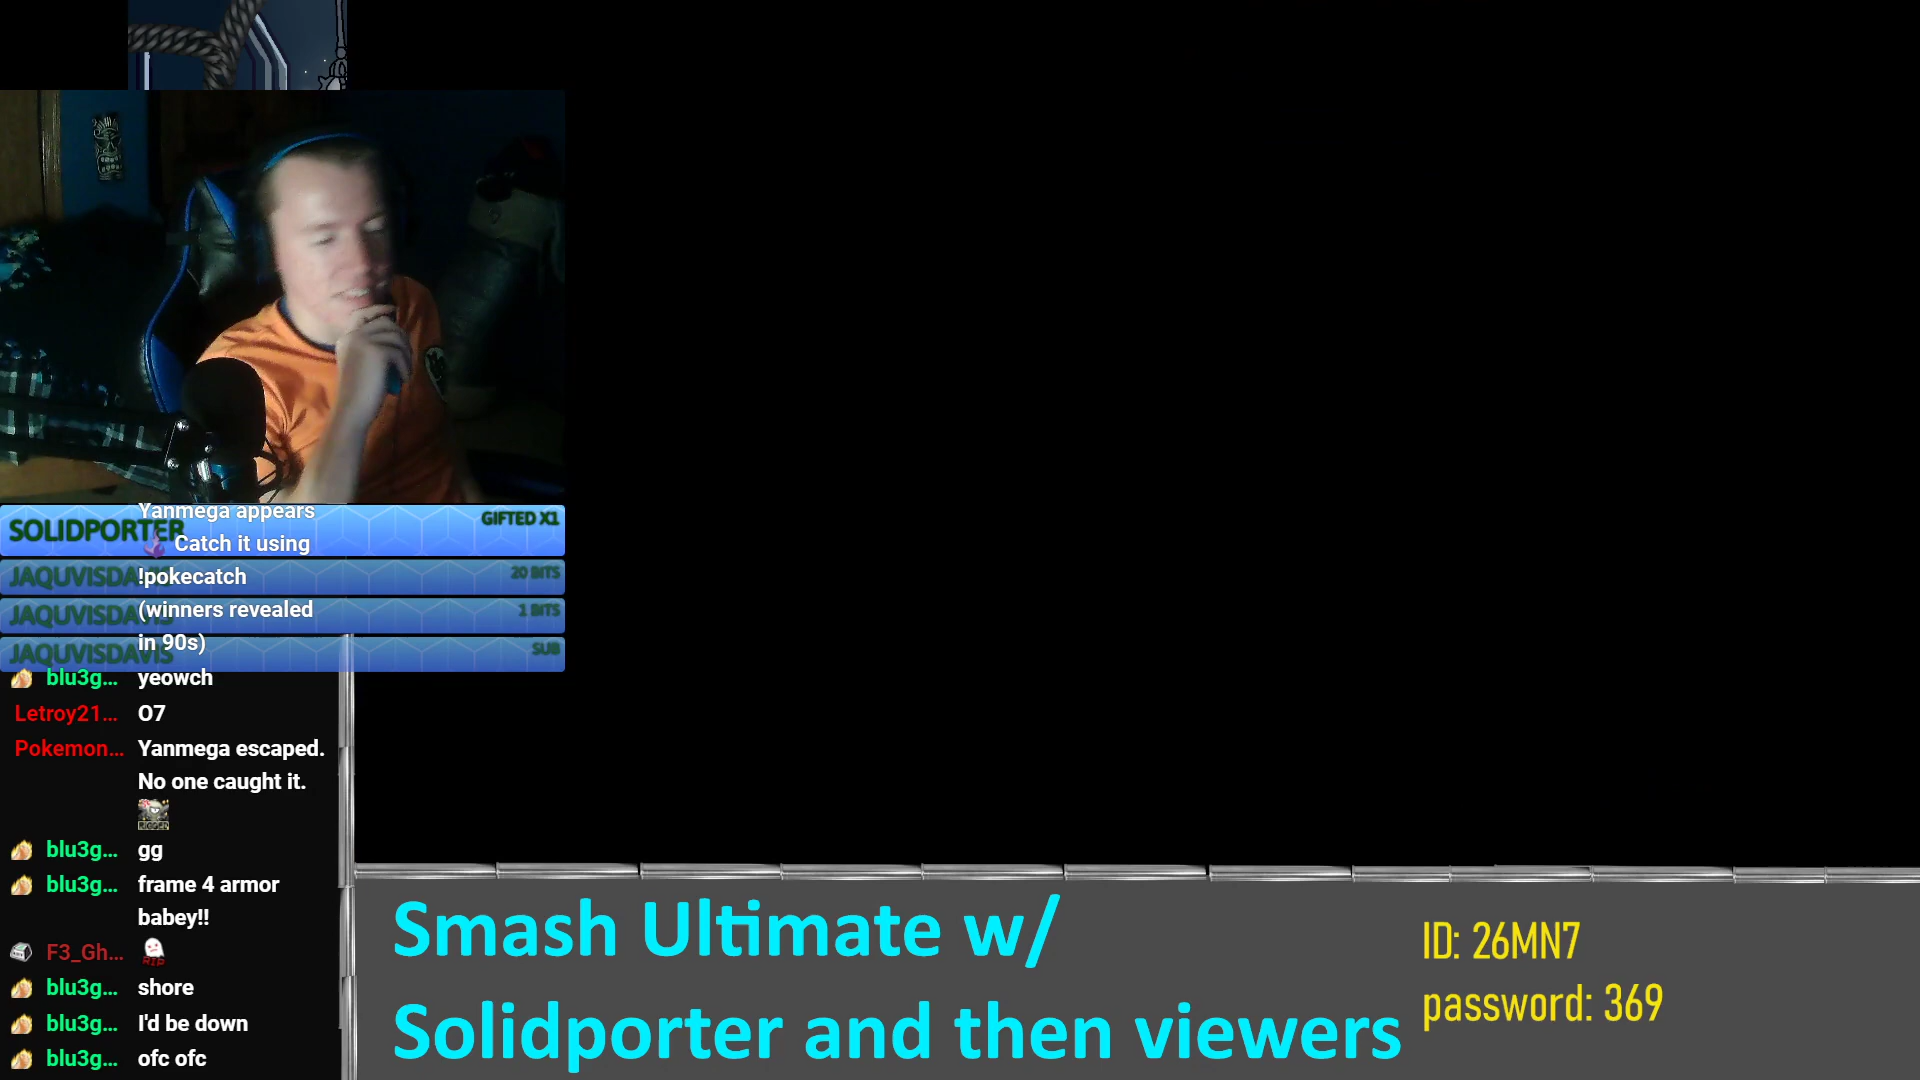 Yanmega appears
SOLIDPORTER GIFTED X1
Catch it using
JAQUVISDAVIS 20 BITS
!pokecatch
JAQUVISDAVIS 1 BITS
(winners revealed
in 90s)
JAQUVISDAVIS SUB
blu3g... yeowch
Letroy21... O7
Pokemon... Yanmega escaped.
No one caught it.
blu3g... gg
blu3g... frame 4 armor
babey!!
F3_Gh... RIP
blu3g... shore
blu3g... I'd be down
blu3g... ofc ofc
Smash Ultimate w/
Solidporter and then viewers
ID: 26MN7
password: 369